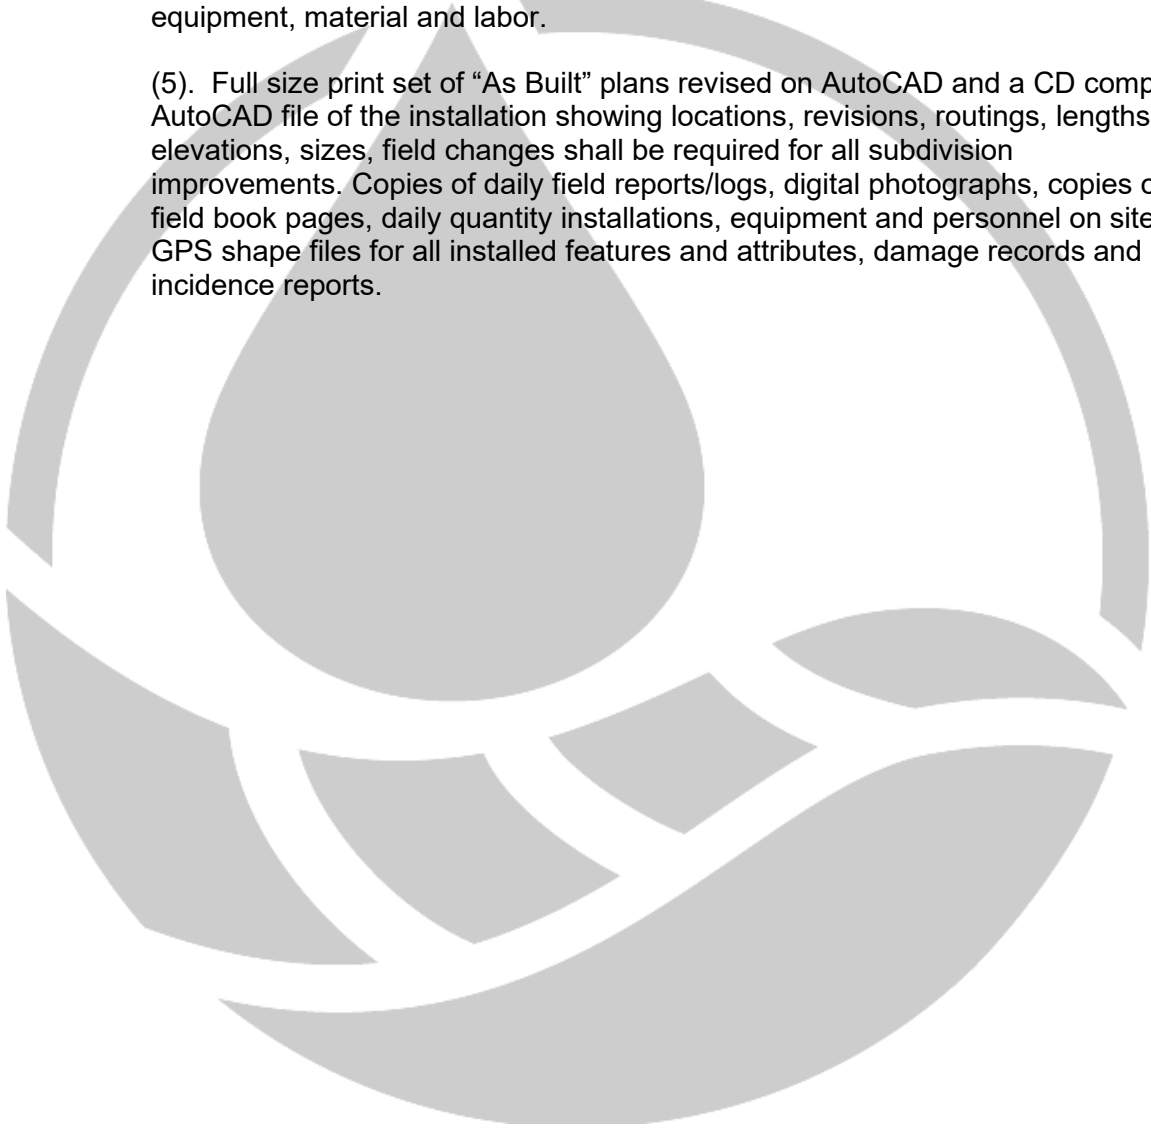 equipment, material and labor.
(5). Full size print set of “As Built” plans revised on AutoCAD and a CD comp
AutoCAD file of the installation showing locations, revisions, routings, lengths
elevations, sizes, field changes shall be required for all subdivision
improvements. Copies of daily field reports/logs, digital photographs, copies
field book pages, daily quantity installations, equipment and personnel on site
GPS shape files for all installed features and attributes, damage records and
incidence reports.